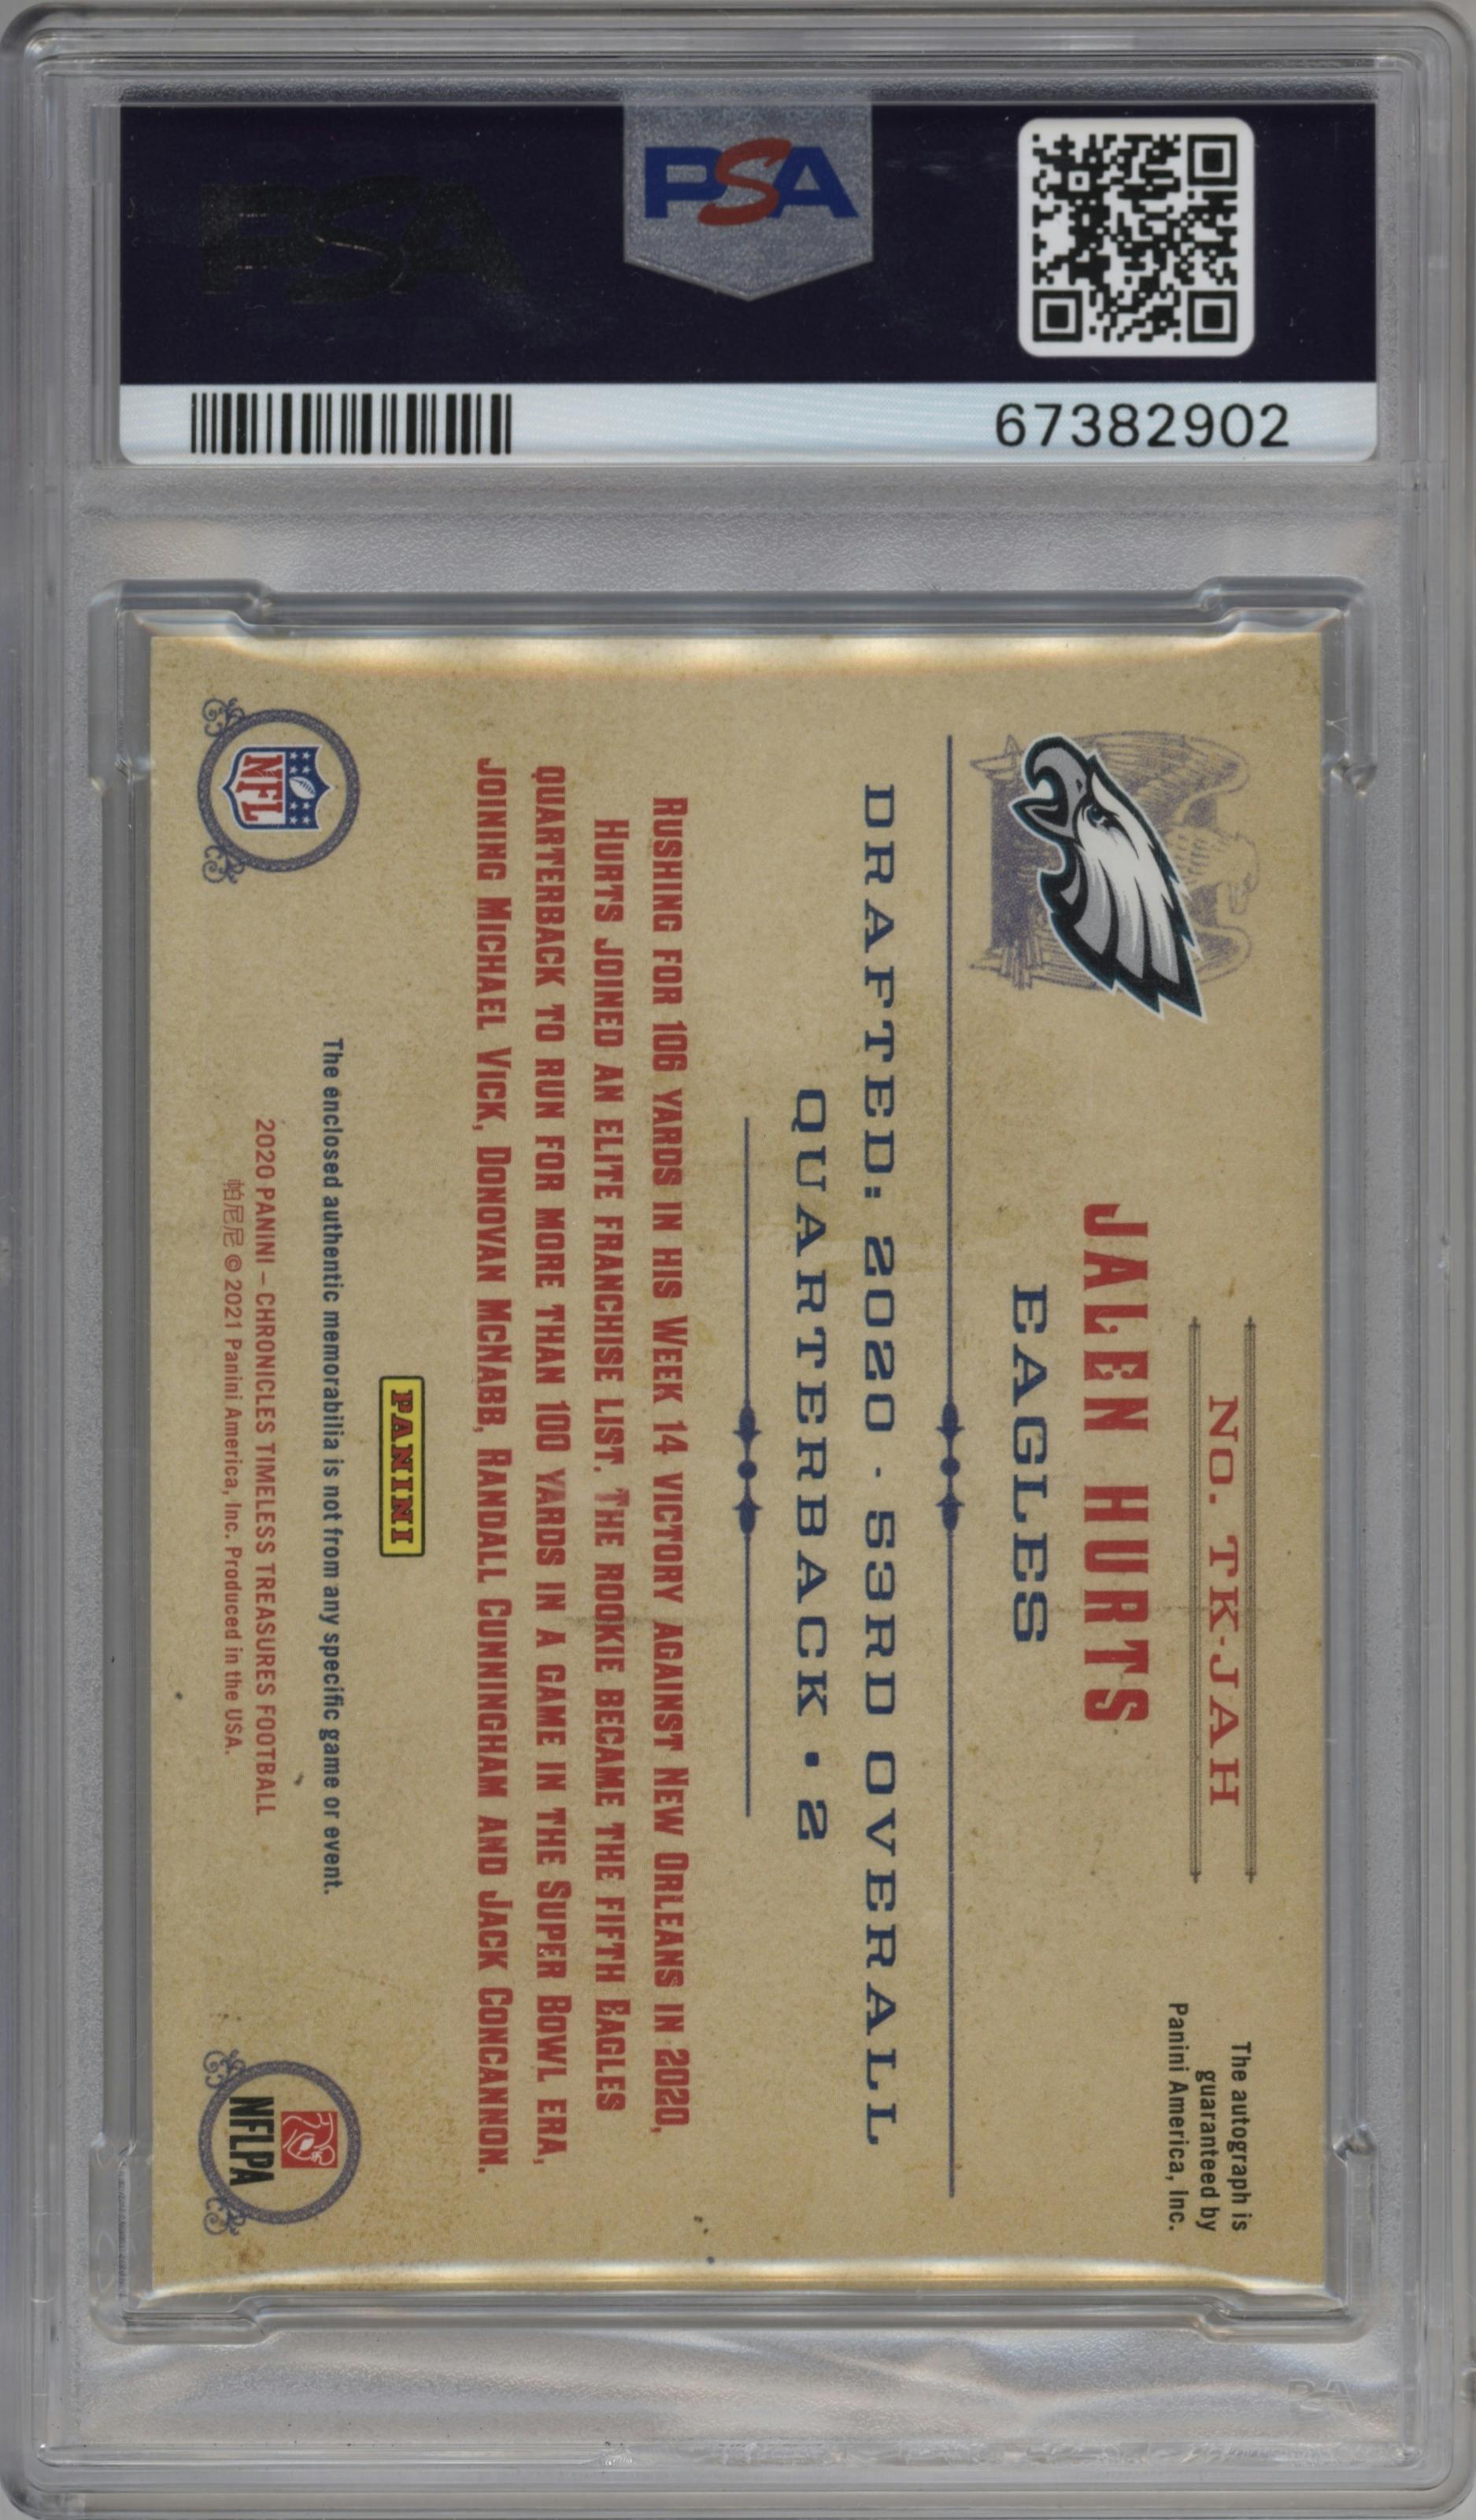 PSA
PSA
67382902
NO. TK-JAH
The autograph is
guaranteed by
Panini America, Inc.
JALEN HURTS
EAGLES
DRAFTED: 2020 · 53RD OVERALL
QUARTERBACK • 2
RUSHING FOR 106 YARDS IN HIS WEEK 14 VICTORY AGAINST NEW ORLEANS IN 2020,
HURTS JOINED AN ELITE FRANCHISE LIST. THE ROOKIE BECAME THE FIFTH EAGLES
QUARTERBACK TO RUN FOR MORE THAN 100 YARDS IN A GAME IN THE SUPER BOWL ERA,
JOINING MICHAEL VICK, DONOVAN MCNABB, RANDALL CUNNINGHAM AND JACK CONCANNON.
PANINI
The enclosed authentic memorabilia is not from any specific game or event.
2020 PANINI – CHRONICLES TIMELESS TREASURES FOOTBALL
帕尼尼 © 2021 Panini America, Inc. Produced in the USA.
NFL
NFLPA
PSA